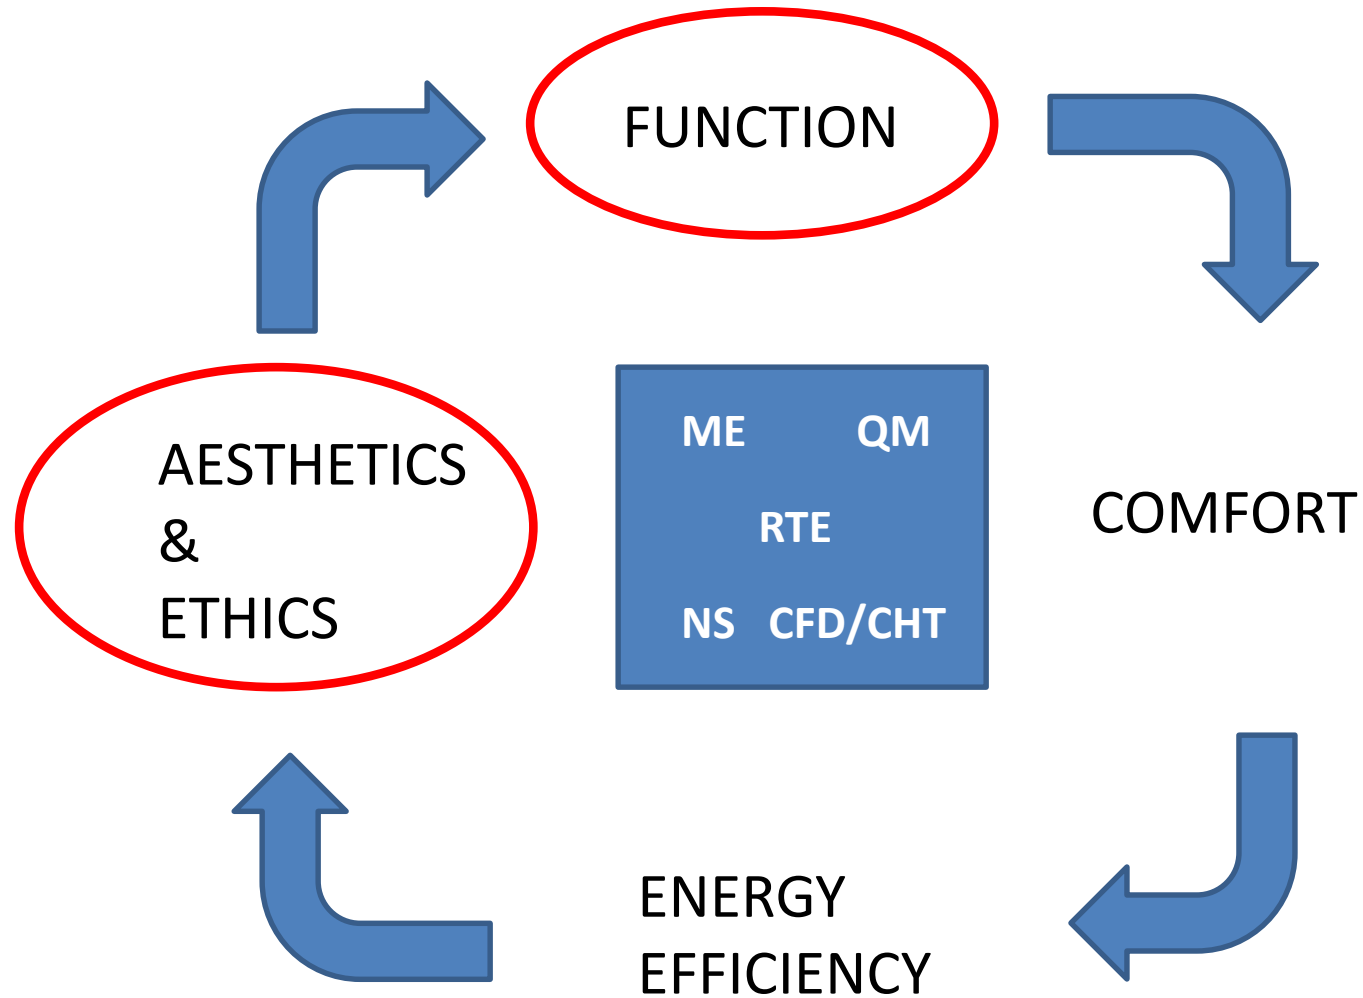 FUNCTION
AESTHETICS
&
ETHICS
ME QM
RTE
NS CFD/CHT
COMFORT
ENERGY
EFFICIENCY